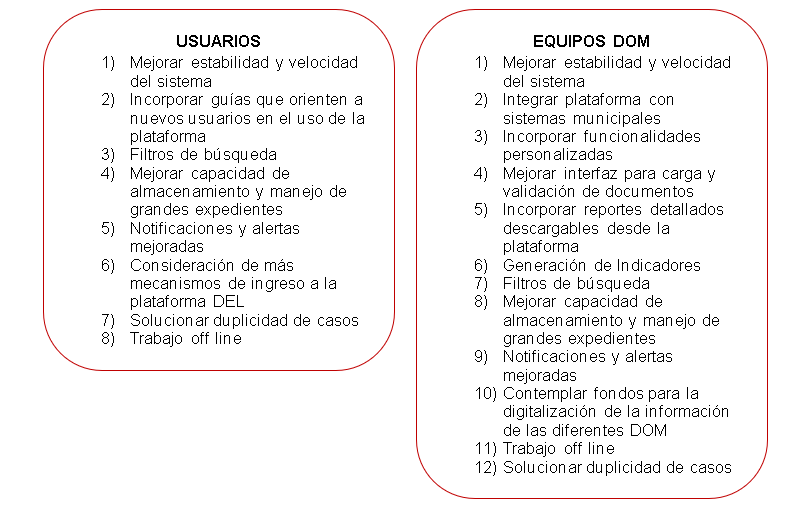 USUARIOS
1) Mejorar estabilidad y velocidad
del sistema
2) Incorporar guías que orienten a
nuevos usuarios en el uso de la
plataforma
3) Filtros de búsqueda
4) Mejorar capacidad de
almacenamiento y manejo de
grandes expedientes
5) Notificaciones y alertas
mejoradas
6) Consideración de más
mecanismos de ingreso a la
plataforma DEL
7) Solucionar duplicidad de casos
8) Trabajo off line
EQUIPOS DOM
1) Mejorar estabilidad y velocidad
del sistema
2) Integrar plataforma con
sistemas municipales
3) Incorporar funcionalidades
personalizadas
4) Mejorar interfaz para carga y
validación de documentos
5) Incorporar reportes detallados
descargables desde la
plataforma
6) Generación de Indicadores
7) Filtros de búsqueda
8) Mejorar capacidad de
almacenamiento y manejo de
grandes expedientes
9) Notificaciones y alertas
mejoradas
10) Contemplar fondos para la
digitalización de la información
de las diferentes DOM
11) Trabajo off line
12) Solucionar duplicidad de casos